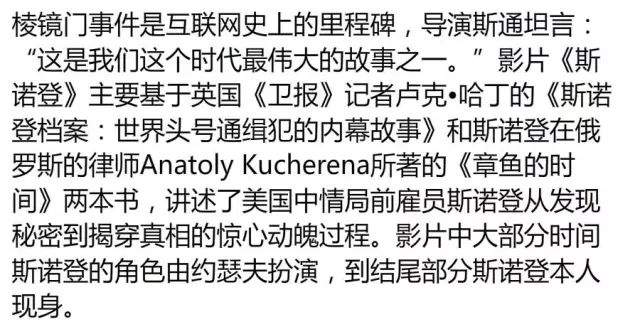 棱镜门事件是互联网史上的里程碑，导演斯通坦言：
“这是我们这个时代最伟大的故事之一。”影片《斯
诺登》主要基于英国《卫报》记者卢克•哈丁的《斯诺
登档案：世界头号通缉犯的内幕故事》和斯诺登在俄
罗斯的律师Anatoly Kucherena所著的《章鱼的时
间》两本书，讲述了美国中情局前雇员斯诺登从发现
秘密到揭穿真相的惊心动魄过程。影片中大部分时间
斯诺登的角色由约瑟夫扮演，到结尾部分斯诺登本人
现身。